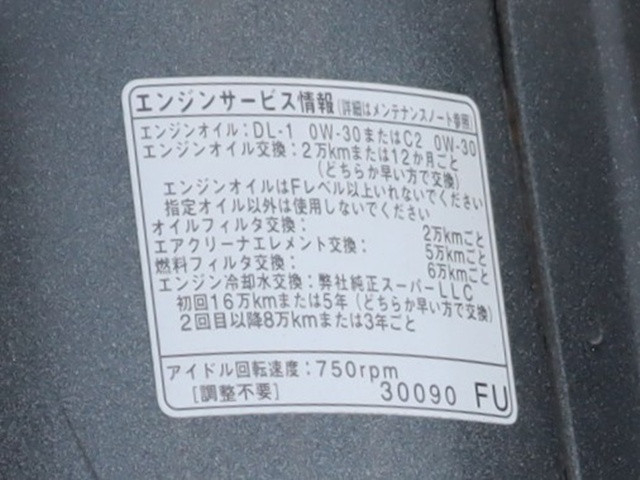 エンジンサービス情報(詳細はメンテナンスノート参照)
エンジンオイル:DL-1 0W-30またはC2 0W-30
エンジンオイル交換:2万kmまたは12か月ごと
(どちらか早い方で交換)
エンジンオイルはFレベル以上いれないでください
指定オイル以外は使用しないでください
オイルフィルタ交換: 2万kmごと
エアクリーナエレメント交換: 5万kmごと
燃料フィルタ交換: 6万kmごと
エンジン冷却水交換:弊社純正スーパーLLC
初回16万kmまたは5年(どちらか早い方で交換)
2回目以降8万kmまたは3年ごと
アイドル回転速度:750rpm
[調整不要] 30090 FU